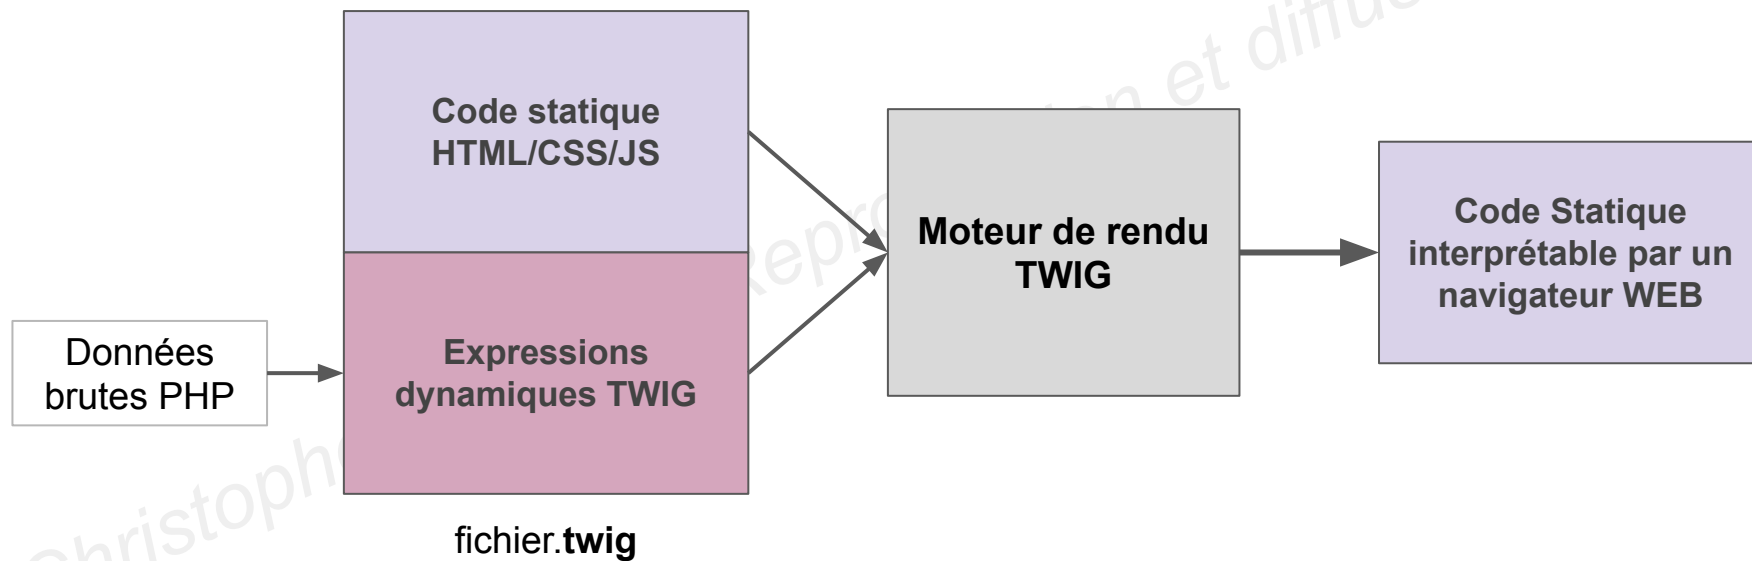 Code statique
HTML/CSS/JS
Données
brutes PHP
Expressions
dynamiques TWIG
fichier.twig
Moteur de rendu
TWIG
Code Statique
interprétable par un
navigateur WEB
et